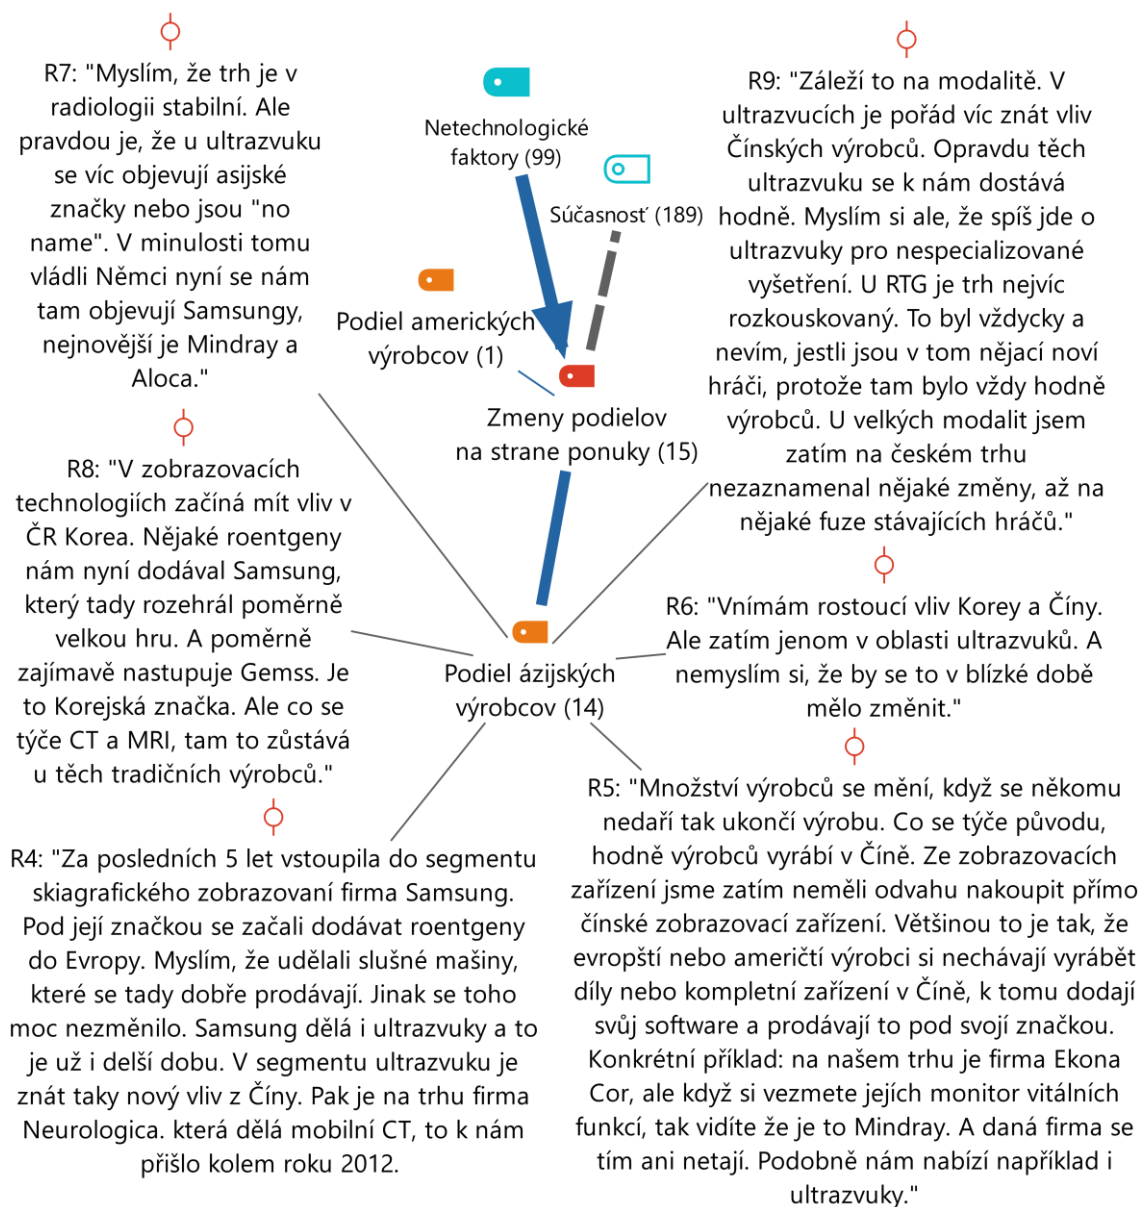 R7: "Myslím, že trh je v
radiologii stabilní. Ale
pravdou je, že u ultrazvuku
se víc objevují asijské
značky nebo jsou "no
name". V minulosti tomu
vládli Němci nyní se nám
tam objevují Samsungy,
nejnovější je Mindray a
Aloca."
Netechnologické
faktory (99)
Súčasnosť (189)
Podiel amerických
výrobcov (1)
Zmeny podielov
na strane ponuky (15)
R9: "Záleží to na modalitě. V
ultrazvucích je pořád víc znát vliv
Čínských výrobců. Opravdu těch
ultrazvuku se k nám dostává
hodně. Myslím si ale, že spíš jde o
ultrazvuky pro nespecializované
vyšetření. U RTG je trh nejvíc
rozkouskovaný. To byl vždycky a
nevím, jestli jsou v tom nějací noví
hráči, protože tam bylo vždy hodně
výrobců. U velkých modalit jsem
zatím na českém trhu
nezaznamenal nějaké změny, až na
nějaké fuze stávajících hráčů."
R8: "V zobrazovacích
technologiích začíná mít vliv v
ČR Korea. Nějaké roentgeny
nám nyní dodával Samsung,
který tady rozehrál poměrně
velkou hru. A poměrně
zajímavě nastupuje Gemss. Je
to Korejská značka. Ale co se
týče CT a MRI, tam to zůstává
u těch tradičních výrobců."
Podiel ázijských
výrobcov (14)
R6: "Vnímám rostoucí vliv Korey a Číny.
Ale zatím jenom v oblasti ultrazvuků. A
nemyslím si, že by se to v blízké době
mělo změnit."
R4: "Za posledních 5 let vstoupila do segmentu
skiagrafického zobrazovaní firma Samsung.
Pod její značkou se začali dodávat roentgeny
do Evropy. Myslím, že udělali slušné mašiny,
které se tady dobře prodávají. Jinak se toho
moc nezměnilo. Samsung dělá i ultrazvuky a to
je už i delší dobu. V segmentu ultrazvuku je
znát taky nový vliv z Číny. Pak je na trhu firma
Neurologica. která dělá mobilní CT, to k nám
přišlo kolem roku 2012.
R5: "Množství výrobců se mění, když se někomu
nedaří tak ukončí výrobu. Co se týče původu,
hodně výrobců vyrábí v Číně. Ze zobrazovacích
zařízení jsme zatím neměli odvahu nakoupit přímo
čínské zobrazovací zařízení. Většinou to je tak, že
evropští nebo američtí výrobci si nechávají vyrábět
díly nebo kompletní zařízení v Číně, k tomu dodají
svůj software a prodávají to pod svojí značkou.
Konkrétní příklad: na našem trhu je firma Ekona
Cor, ale když si vezmete jejích monitor vitálních
funkcí, tak vidíte že je to Mindray. A daná firma se
tím ani netají. Podobně nám nabízí například i
ultrazvuky."